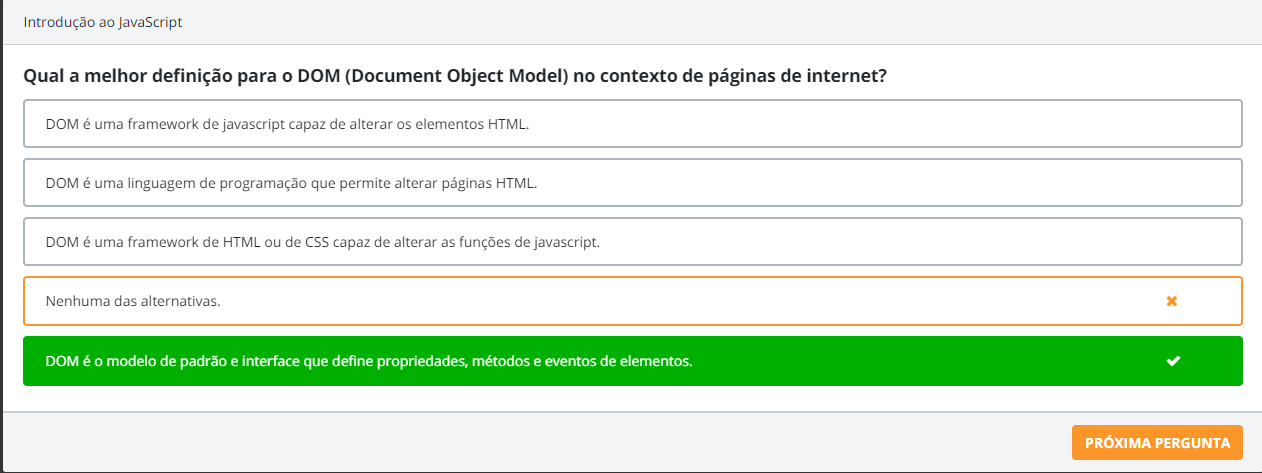 Introdução ao JavaScript
Qual a melhor definição para o DOM (Document Object Model) no contexto de páginas de internet?
DOM é uma framework de javascript capaz de alterar os elementos HTML.
DOM é uma linguagem de programação que permite alterar páginas HTML.
DOM é uma framework de HTML ou de CSS capaz de alterar as funções de javascript.
Nenhuma das alternativas.
DOM é o modelo de padrão e interface que define propriedades, métodos e eventos de elementos.
PRÓXIMA PERGUNTA